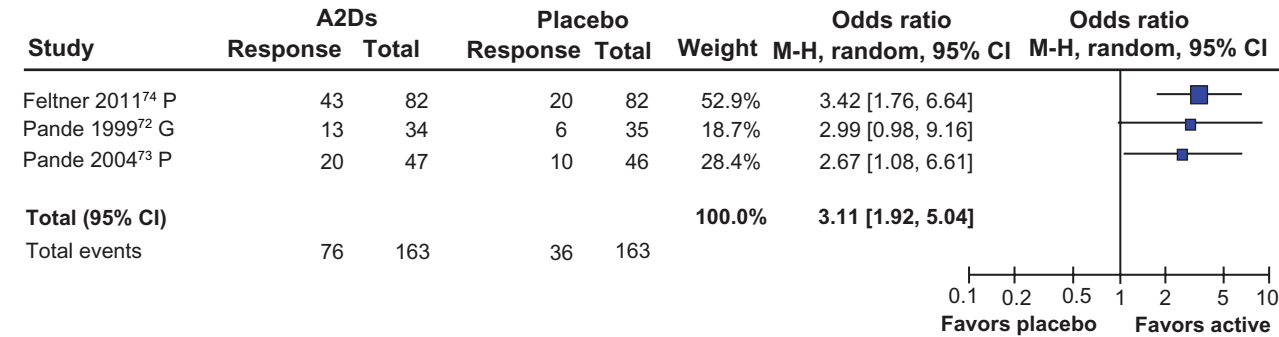 A2Ds Placebo Odds ratio Odds ratio
Study Response Total Response Total Weight M-H, random, 95% CI M-H, random, 95% CI
Feltner 2011⁷⁴ P 43 82 20 82 52.9% 3.42 [1.76, 6.64]
Pande 1999⁷² G 13 34 6 35 18.7% 2.99 [0.98, 9.16]
Pande 2004⁷³ P 20 47 10 46 28.4% 2.67 [1.08, 6.61]
Total (95% CI) 100.0% 3.11 [1.92, 5.04]
Total events 76 163 36 163
0.1 0.2 0.5 1 2 5 10
Favors placebo Favors active